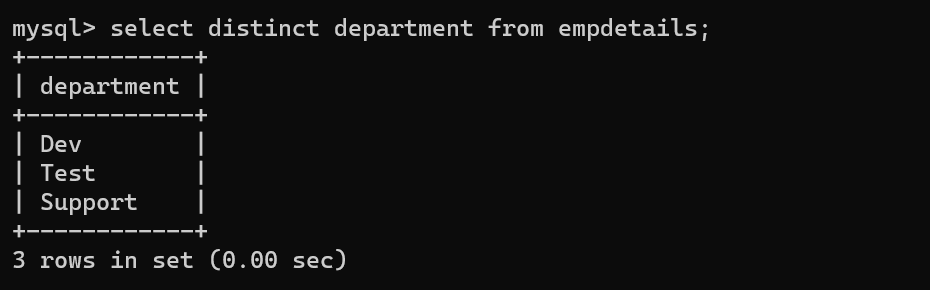 mysql> select distinct department from empdetails;
+------------+
| department |
+------------+
| Dev        |
| Test       |
| Support    |
+------------+
3 rows in set (0.00 sec)